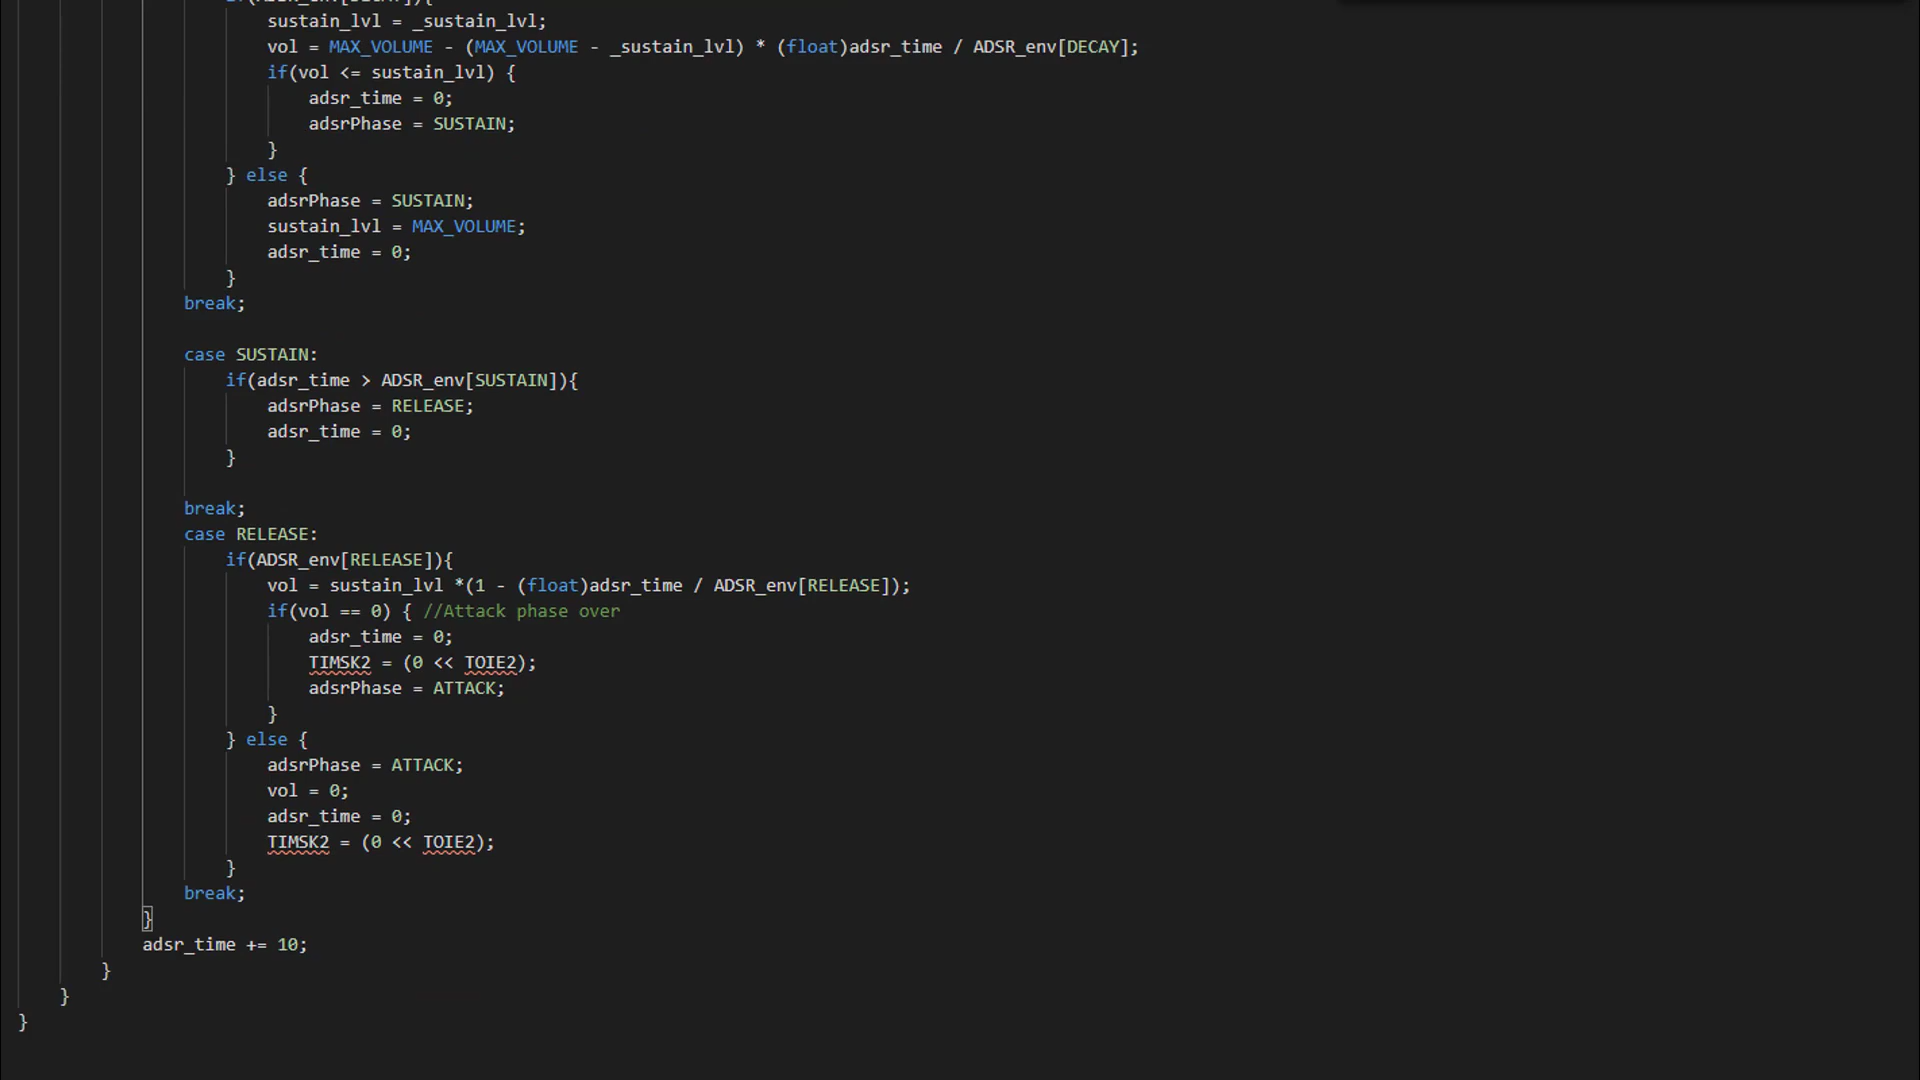 if(ADSR_env[DECAY]){
sustain_lvl = _sustain_lvl;
vol = MAX_VOLUME - (MAX_VOLUME - _sustain_lvl) * (float)adsr_time / ADSR_env[DECAY];
if(vol <= sustain_lvl) {
adsr_time = 0;
adsrPhase = SUSTAIN;
}
} else {
adsrPhase = SUSTAIN;
sustain_lvl = MAX_VOLUME;
adsr_time = 0;
}
break;
case SUSTAIN:
if(adsr_time > ADSR_env[SUSTAIN]){
adsrPhase = RELEASE;
adsr_time = 0;
}
break;
case RELEASE:
if(ADSR_env[RELEASE]){
vol = sustain_lvl *(1 - (float)adsr_time / ADSR_env[RELEASE]);
if(vol == 0) { //Attack phase over
adsr_time = 0;
TIMSK2 = (0 << TOIE2);
adsrPhase = ATTACK;
}
} else {
adsrPhase = ATTACK;
vol = 0;
adsr_time = 0;
TIMSK2 = (0 << TOIE2);
}
break;
}
adsr_time += 10;
}
}
}